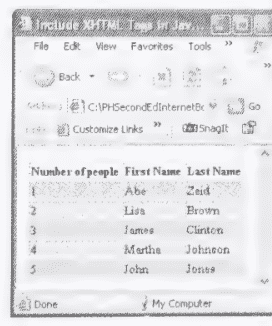 Include XHTML Tags in Jav...
File Edit View Favorites Tools »
Back
»
C:\PHSecondEdInternetBc Go
Customize Links » SnagIt
Number of people First Name Last Name
1 Abe Zeid
2 Lisa Brown
3 James Clinton
4 Martha Johnson
5 John Jones
Done My Computer